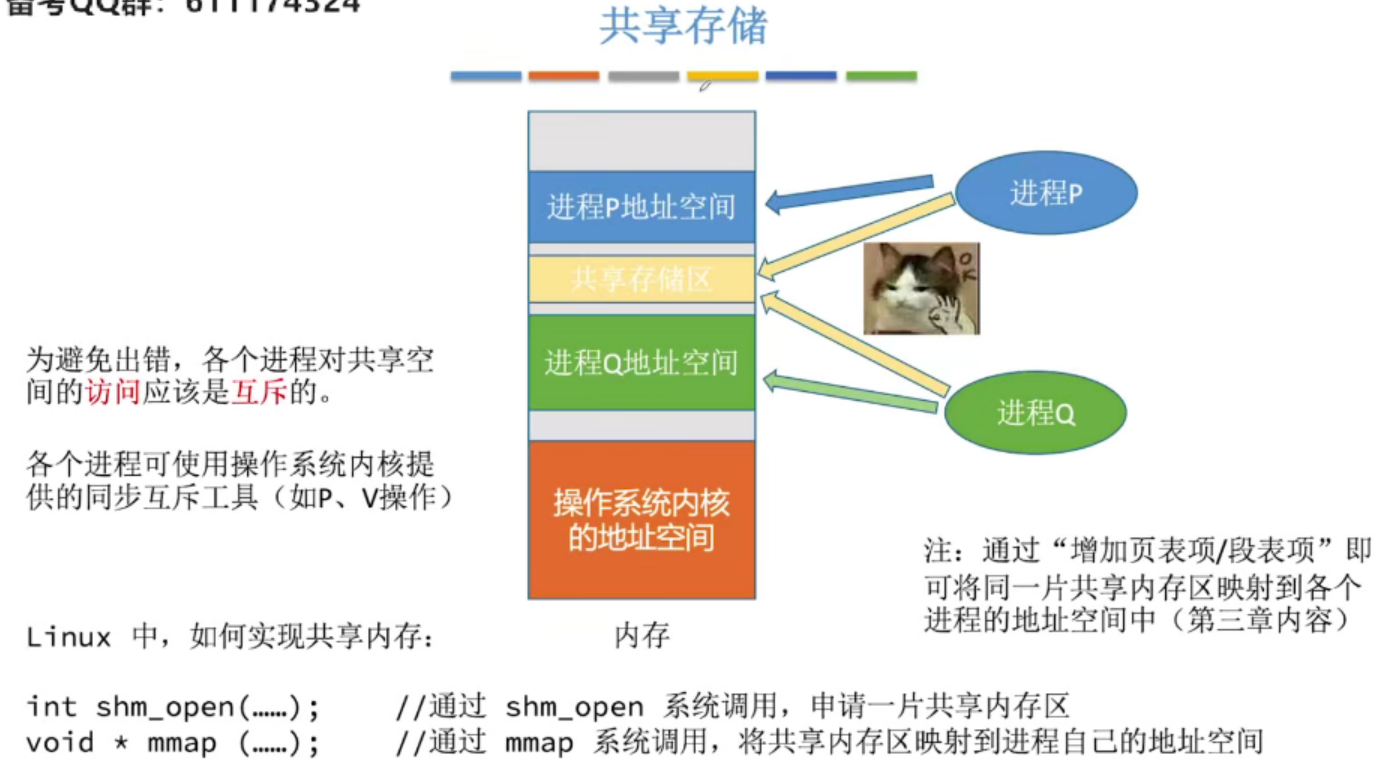 留考QQ群：611174324
共享存储
进程P地址空间
进程P
共享存储区
O
K
进程Q地址空间
进程Q
为避免出错，各个进程对共享空
间的访问应该是互斥的。
各个进程可使用操作系统内核提
供的同步互斥工具（如P、V操作）
操作系统内核
的地址空间
注：通过“增加页表项/段表项”即
可将同一片共享内存区映射到各个
进程的地址空间中（第三章内容）
Linux 中，如何实现共享内存：
内存
int shm_open(……); //通过 shm_open 系统调用，申请一片共享内存区
void * mmap (……); //通过 mmap 系统调用，将共享内存区映射到进程自己的地址空间